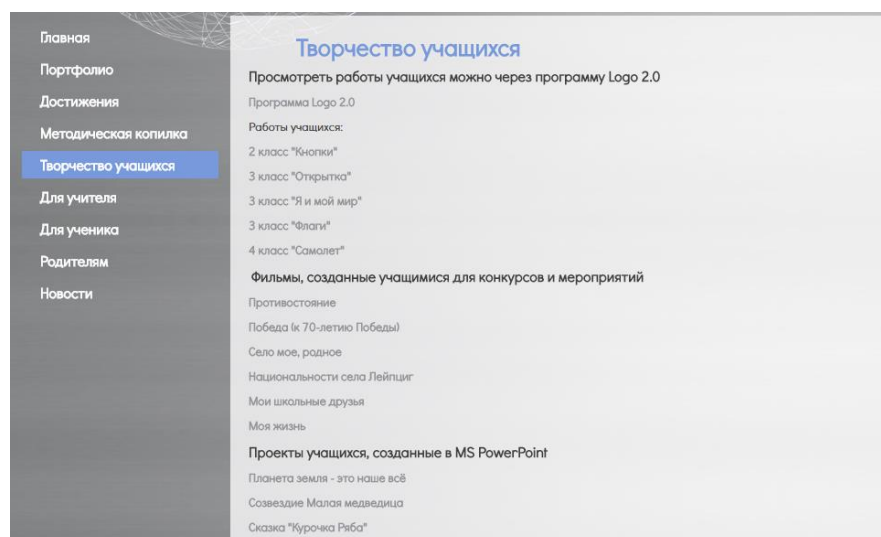 Главная
Портфолио
Достижения
Методическая копилка
Творчество учащихся
Для учителя
Для ученика
Родителям
Новости
Творчество учащихся
Просмотреть работы учащихся можно через программу Logo 2.0
Программа Logo 2.0
Работы учащихся:
2 класс "Кнопки"
3 класс "Открытка"
3 класс "Я и мой мир"
3 класс "Флаги"
4 класс "Самолет"
Фильмы, созданные учащимися для конкурсов и мероприятий
Противостояние
Победа (к 70-летию Победы)
Село мое, родное
Национальности села Лейпциг
Мои школьные друзья
Моя жизнь
Проекты учащихся, созданные в MS PowerPoint
Планета земля - это наше всё
Созвездие Малая медведица
Сказка "Курочка Ряба"